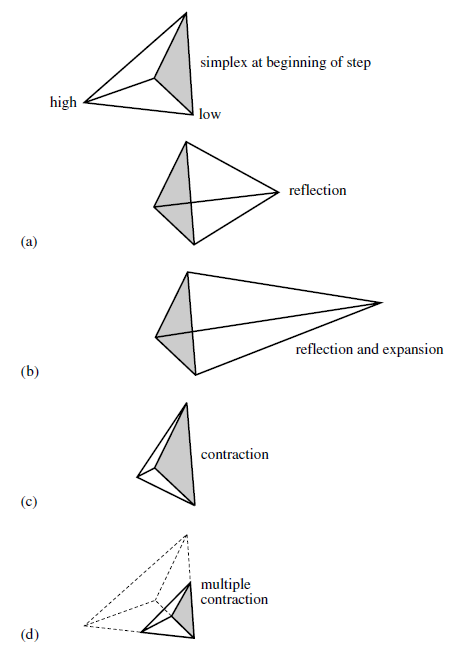 simplex at beginning of step
high
low
reflection
(a)
reflection and expansion
(b)
contraction
(c)
multiple
contraction
(d)